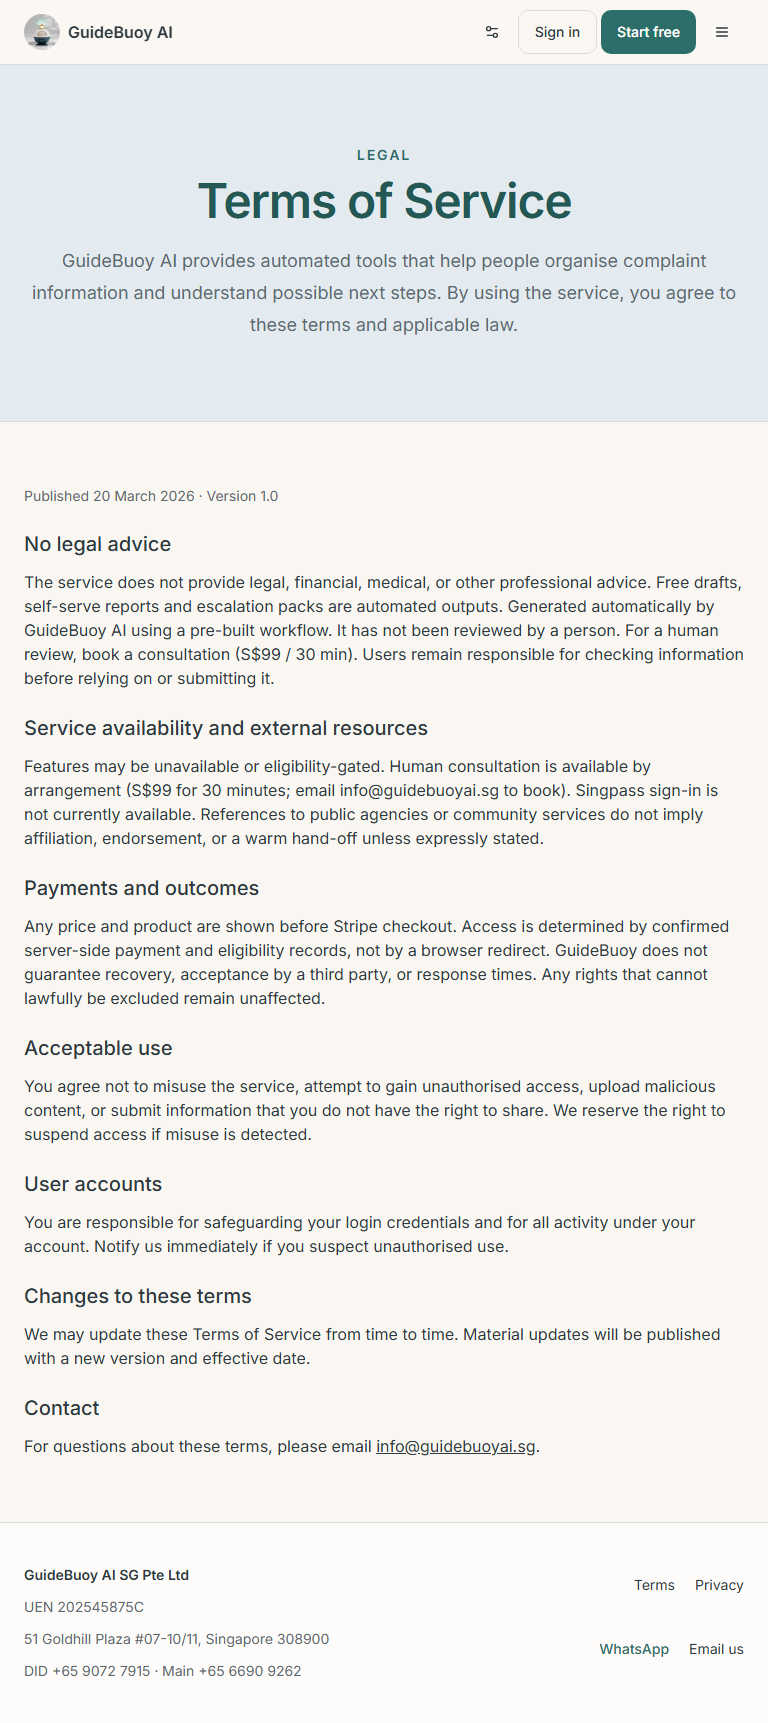 GuideBuoy AI
Sign in
Start free
LEGAL
Terms of Service
GuideBuoy AI provides automated tools that help people organise complaint
information and understand possible next steps. By using the service, you agree to
these terms and applicable law.
Published 20 March 2026 · Version 1.0
No legal advice
The service does not provide legal, financial, medical, or other professional advice. Free drafts,
self-serve reports and escalation packs are automated outputs. Generated automatically by
GuideBuoy AI using a pre-built workflow. It has not been reviewed by a person. For a human
review, book a consultation (S$99 / 30 min). Users remain responsible for checking information
before relying on or submitting it.
Service availability and external resources
Features may be unavailable or eligibility-gated. Human consultation is available by
arrangement (S$99 for 30 minutes; email info@guidebuoyai.sg to book). Singpass sign-in is
not currently available. References to public agencies or community services do not imply
affiliation, endorsement, or a warm hand-off unless expressly stated.
Payments and outcomes
Any price and product are shown before Stripe checkout. Access is determined by confirmed
server-side payment and eligibility records, not by a browser redirect. GuideBuoy does not
guarantee recovery, acceptance by a third party, or response times. Any rights that cannot
lawfully be excluded remain unaffected.
Acceptable use
You agree not to misuse the service, attempt to gain unauthorised access, upload malicious
content, or submit information that you do not have the right to share. We reserve the right to
suspend access if misuse is detected.
User accounts
You are responsible for safeguarding your login credentials and for all activity under your
account. Notify us immediately if you suspect unauthorised use.
Changes to these terms
We may update these Terms of Service from time to time. Material updates will be published
with a new version and effective date.
Contact
For questions about these terms, please email info@guidebuoyai.sg.
GuideBuoy AI SG Pte Ltd
UEN 202545875C
51 Goldhill Plaza #07-10/11, Singapore 308900
DID +65 9072 7915 · Main +65 6690 9262
Terms
Privacy
WhatsApp
Email us